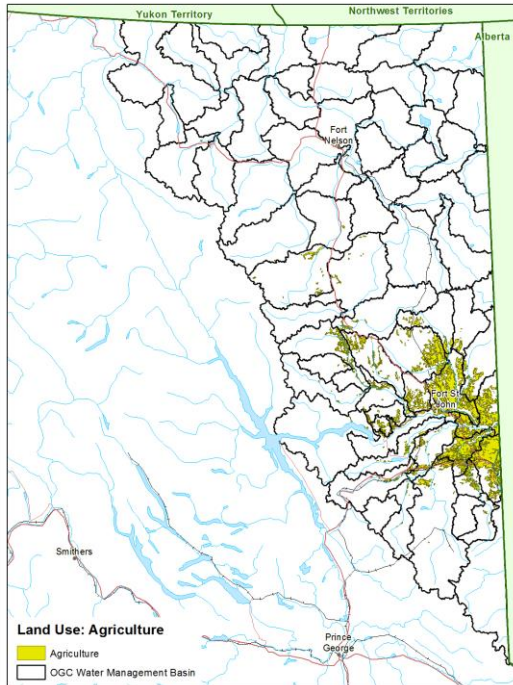 Yukon Territory
Northwest Territories
Alberta
Fort
Nelson
Fort St.
John
Smithers
Prince
George
Land Use: Agriculture
Agriculture
OGC Water Management Basin